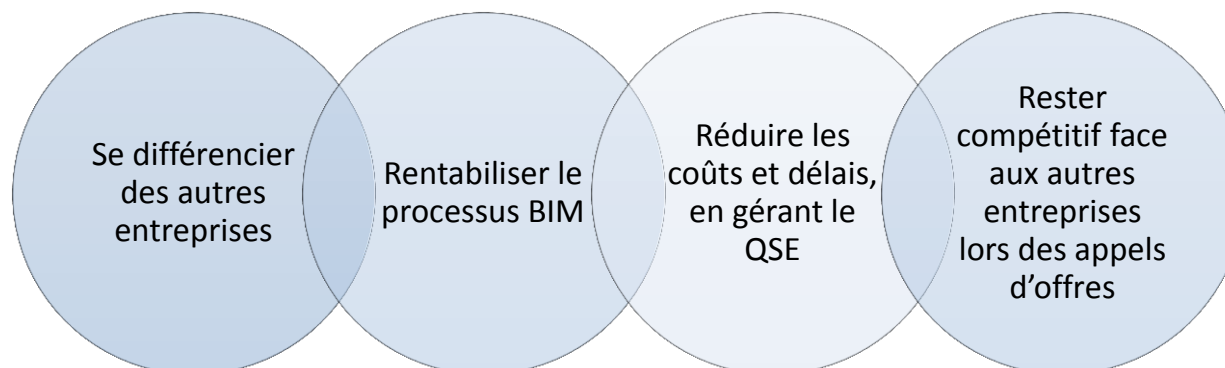 Se différencier
des autres
entreprises
Rentabiliser le
processus BIM
Réduire les
coûts et délais,
en gérant le
QSE
Rester
compétitif face
aux autres
entreprises
lors des appels
d’offres